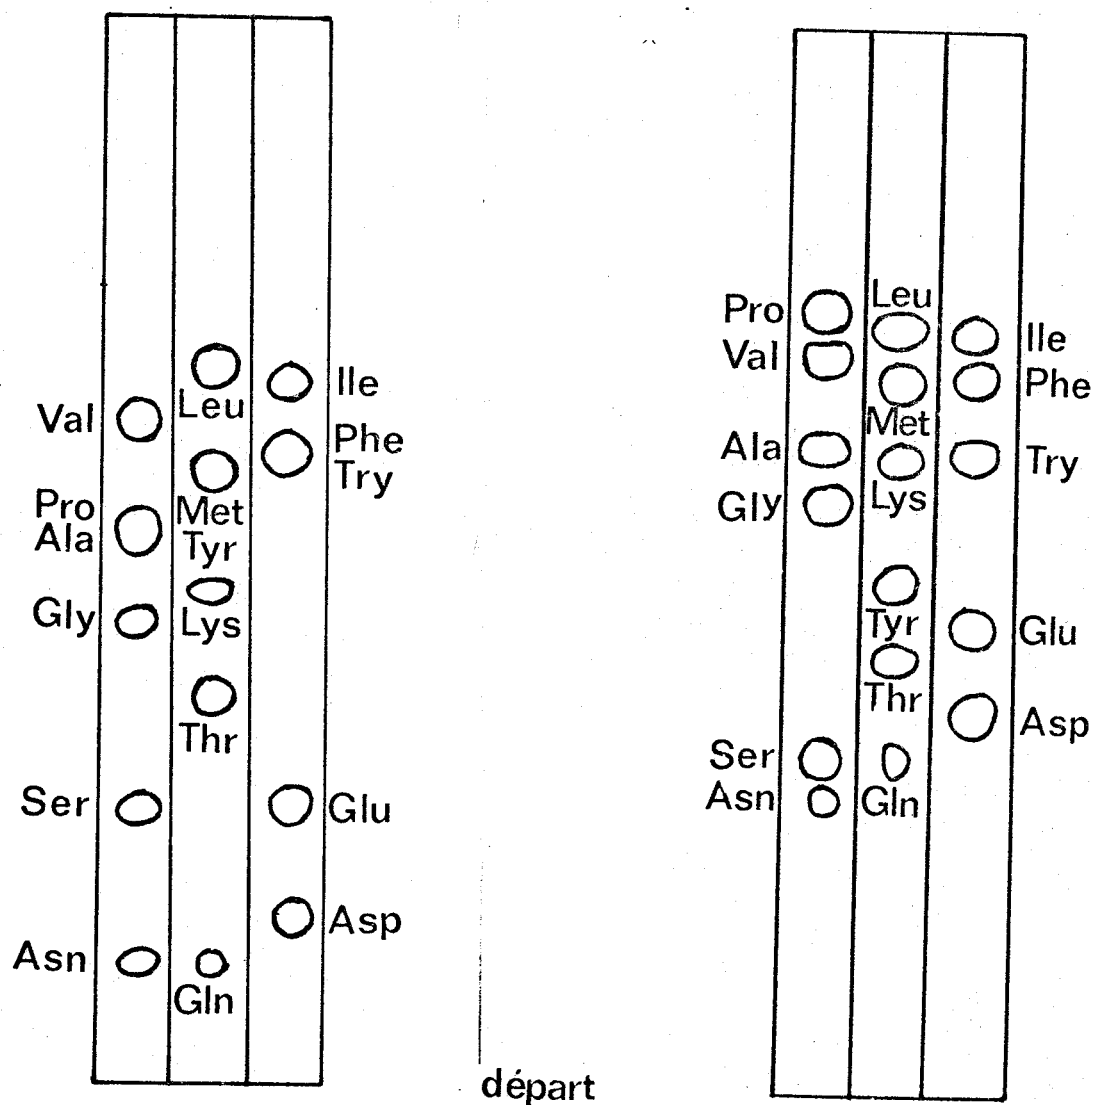 Ile
Leu
Val
Phe
Try
Pro
Met
Ala
Tyr
Gly
Lys
Thr
Ser
Glu
Asp
Asn
Gln
Leu
Pro
Ile
Val
Phe
Met
Ala
Try
Lys
Gly
Tyr
Glu
Thr
Asp
Ser
Asn
Gln
départ